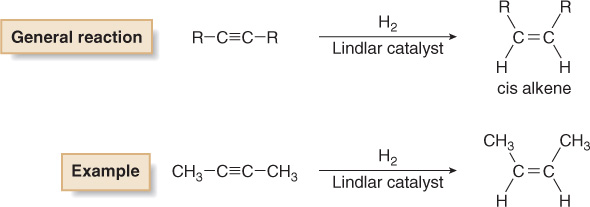 General reaction R–C≡C–R H₂ Lindlar catalyst R R C=C H H
cis alkene
Example CH₃–C≡C–CH₃ H₂ Lindlar catalyst CH₃ CH₃ C=C H H